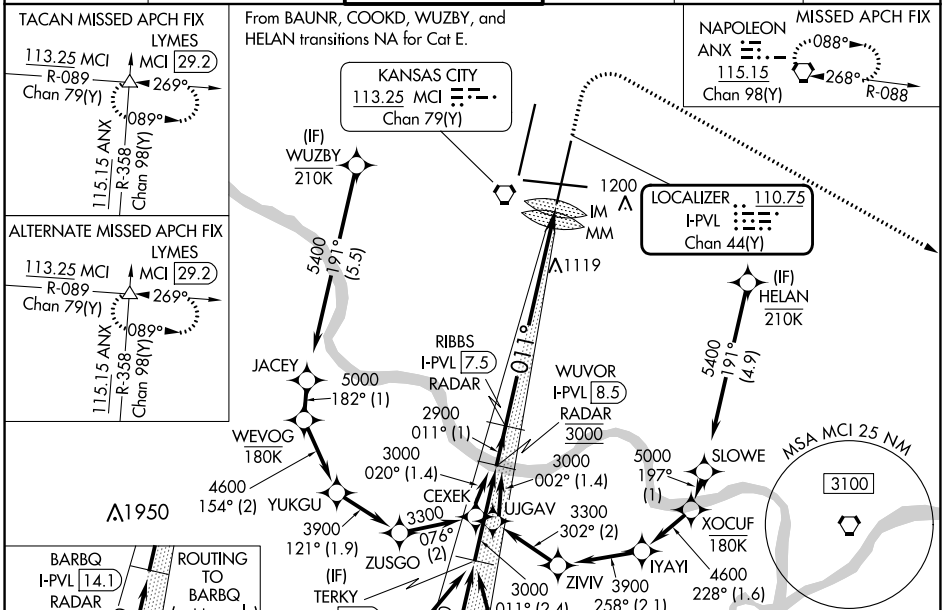 TACAN MISSED APCH FIX
LYMES
113.25 MCI
MCI 29.2
R-089
269°
Chan 79(Y)
089°
115.15 ANX
R-358
Chan 98(Y)
ALTERNATE MISSED APCH FIX
LYMES
113.25 MCI
MCI 29.2
R-089
269°
Chan 79(Y)
089°
115.15 ANX
R-358
Chan 98(Y)
From BAUNR, COOKD, WUZBY, and
HELAN transitions NA for Cat E.
KANSAS CITY
113.25 MCI
Chan 79(Y)
MISSED APCH FIX
NAPOLEON
ANX
115.15
Chan 98(Y)
088°
268°
R-088
(IF)
WUZBY
210K
5400
191°
(5.5)
1200
IM
MM
1119
LOCALIZER 110.75
I-PVL
Chan 44(Y)
(IF)
HELAN
210K
5400
191°
(4.9)
011°
RIBBS
I-PVL 7.5
RADAR
WUVOR
I-PVL 8.5
RADAR
3000
JACEY
5000
182° (1)
2900
011° (1)
WEVOG
180K
3000
020° (1.4)
3000
002° (1.4)
5000
197°
(1)
SLOWE
MSA MCI 25 NM
3100
4600
154° (2)
YUKGU
CEXEK
UJGAV
XOCUF
180K
1950
3900
121° (1.9)
3300
076°
(2)
3300
302° (2)
ZUSGO
IYAYI
ZIVIV
4600
228° (1.6)
3900
258° (2.1)
(IF)
TERKY
3000
011° (2.4)
BARBQ
I-PVL 14.1
RADAR
ROUTING
TO
BARBQ